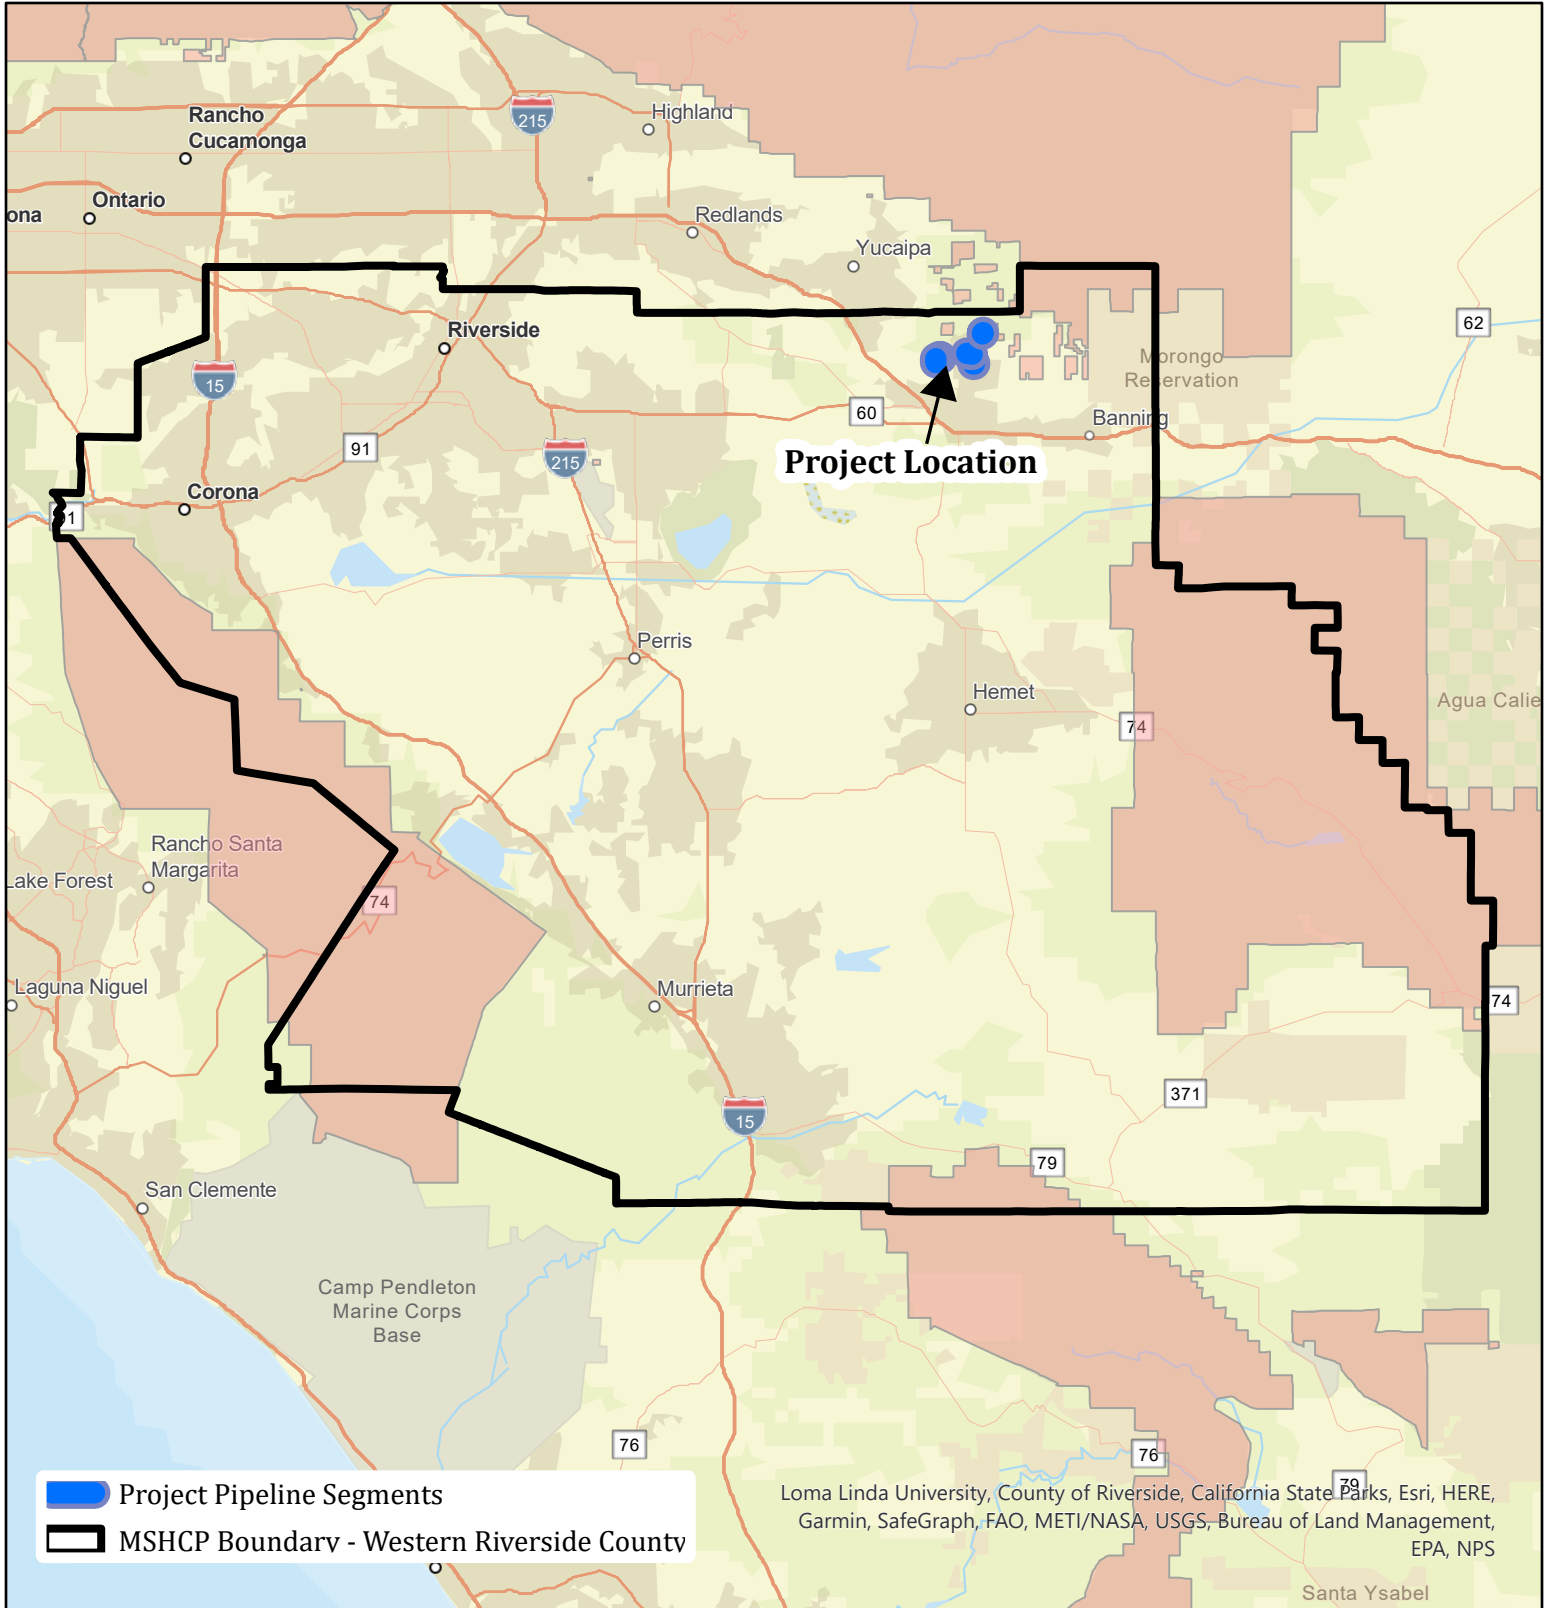 Rancho
Cucamonga
215
Highland
Ontario
ona
Redlands
Yucaipa
62
Riverside
Morongo
Reservation
15
60
Banning
91
215
Project Location
Corona
1
Perris
Hemet
Agua Calie
74
Rancho Santa
Margarita
Lake Forest
74
Laguna Niguel
Murrieta
74
371
15
79
San Clemente
Camp Pendleton
Marine Corps
Base
76
76
79
Project Pipeline Segments
MSHCP Boundary - Western Riverside County
Loma Linda University, County of Riverside, California State Parks, Esri, HERE,
Garmin, SafeGraph, FAO, METI/NASA, USGS, Bureau of Land Management,
EPA, NPS
Santa Ysabel